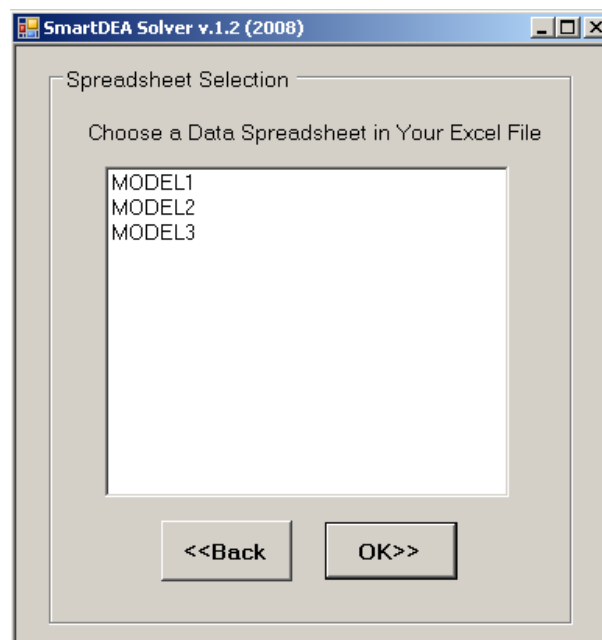 SmartDEA Solver v.1.2 (2008)
Spreadsheet Selection
Choose a Data Spreadsheet in Your Excel File
MODEL1
MODEL2
MODEL3
<<Back
OK>>